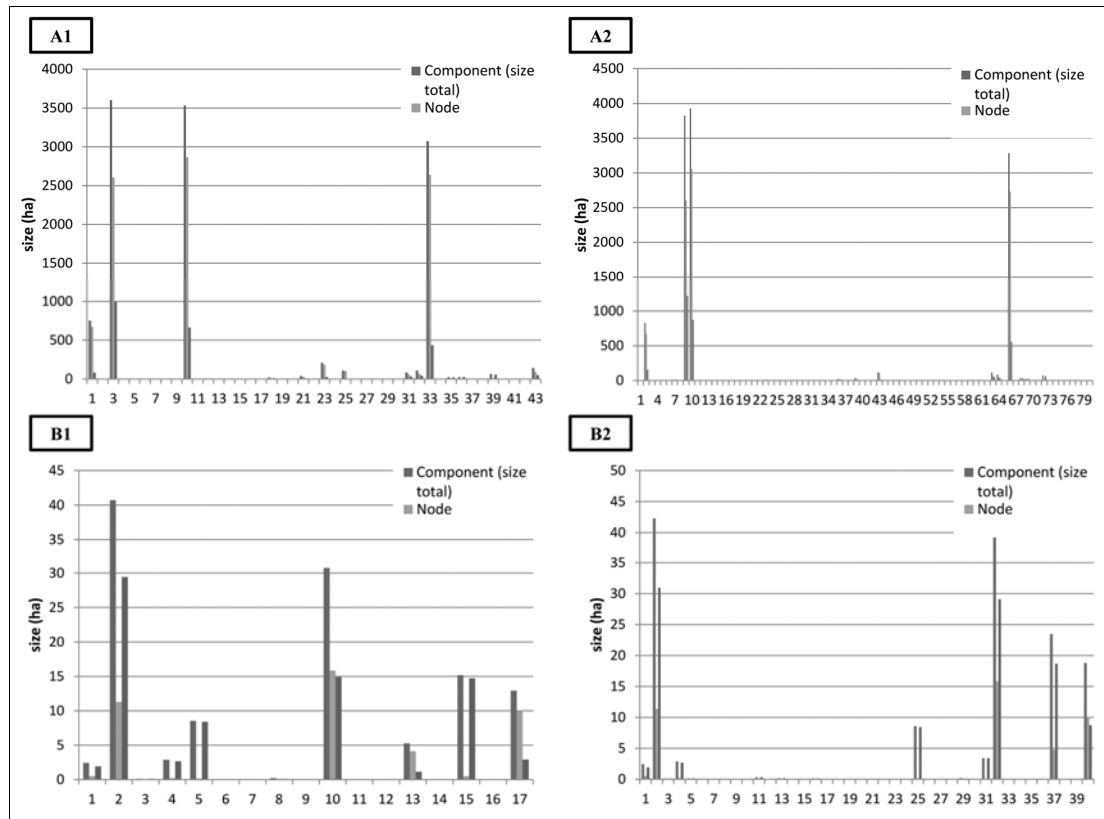 A1
4000
3500
3000
2500
2000
1500
1000
500
0
size (ha)
Component (size
total)
Node
1 3 5 7 9 11 13 15 17 19 21 23 25 27 29 31 33 35 37 39 41 43
A2
4500
4000
3500
3000
2500
2000
1500
1000
500
0
size (ha)
Component (size
total)
Node
1 4 7 10 13 16 19 22 25 28 31 34 37 40 43 46 49 52 55 58 61 64 67 70 73 76 79
B1
45
40
35
30
25
20
15
10
5
0
size (ha)
Component (size
total)
Node
1 2 3 4 5 6 7 8 9 10 11 12 13 14 15 16 17
B2
50
45
40
35
30
25
20
15
10
5
0
size (ha)
Component (size
total)
Node
1 3 5 7 9 11 13 15 17 19 21 23 25 27 29 31 33 35 37 39